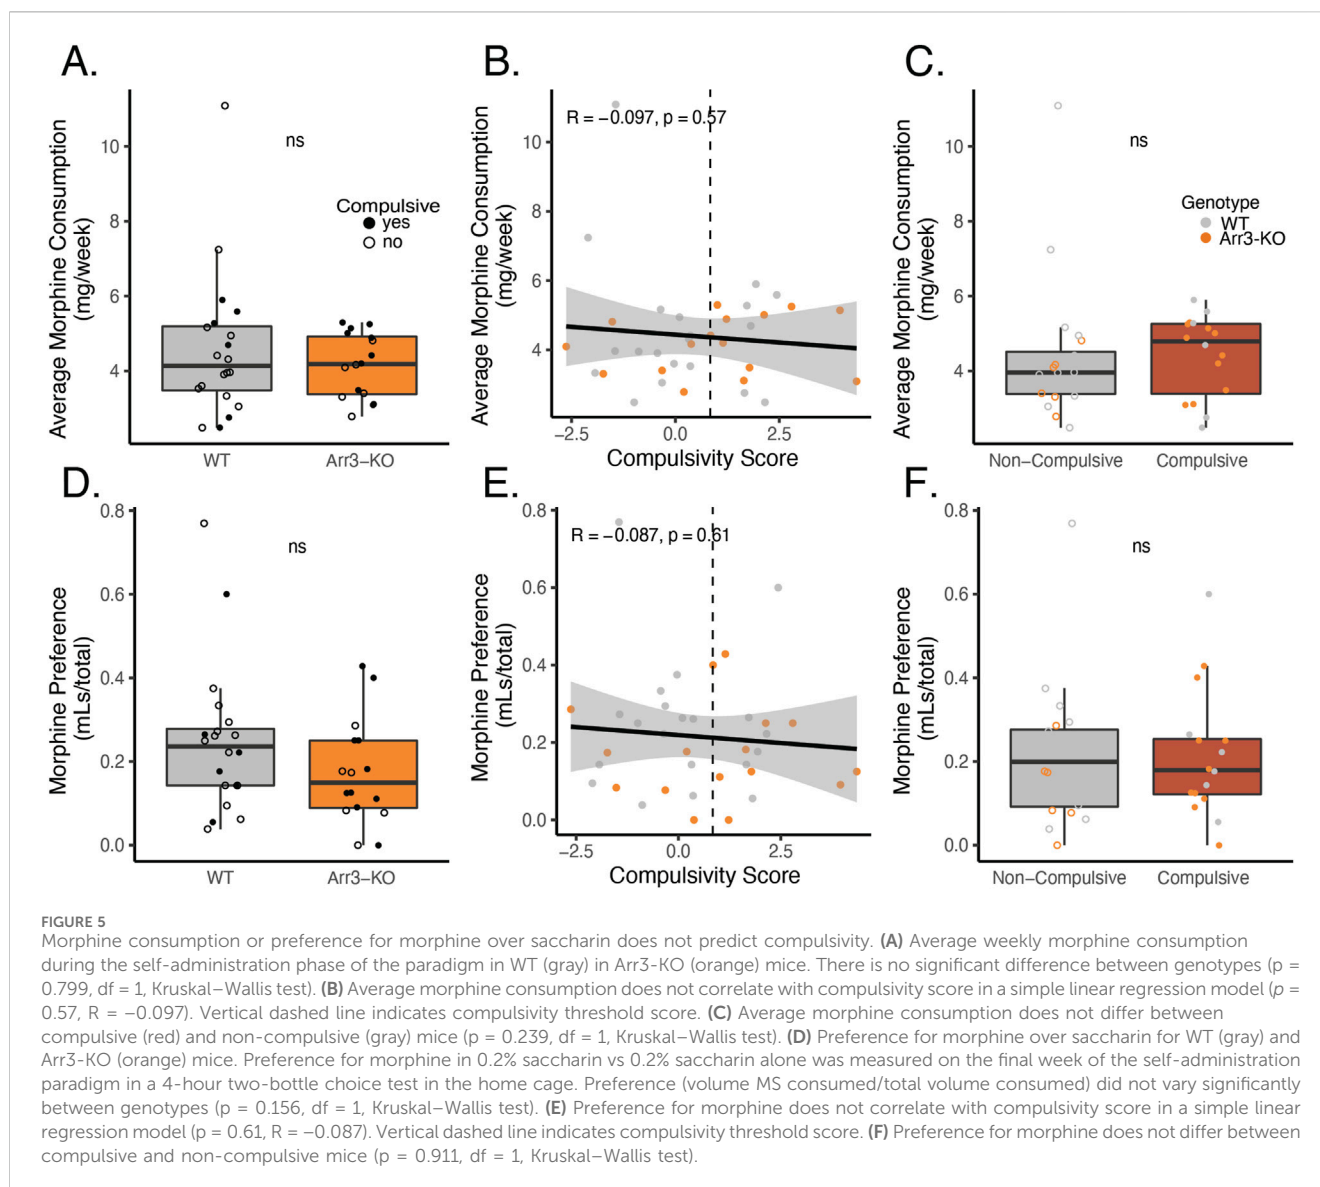 A.
Average Morphine Consumption
(mg/week)
10
8
6
4
ns
Compulsive
yes
no
WT
Arr3−KO
B.
Average Morphine Consumption
(mg/week)
10
8
6
4
R = −0.097, p = 0.57
−2.5
0.0
2.5
Compulsivity Score
C.
Average Morphine Consumption
(mg/week)
10
8
6
4
ns
Genotype
WT
Arr3-KO
Non−Compulsive
Compulsive
D.
Morphine Preference
(mLs/total)
0.8
0.6
0.4
0.2
0.0
ns
WT
Arr3−KO
E.
Morphine Preference
(mLs/total)
0.8
0.6
0.4
0.2
0.0
R = −0.087, p = 0.61
−2.5
0.0
2.5
Compulsivity Score
F.
Morphine Preference
(mLs/total)
0.8
0.6
0.4
0.2
0.0
ns
Non−Compulsive
Compulsive
FIGURE 5
Morphine consumption or preference for morphine over saccharin does not predict compulsivity. (A) Average weekly morphine consumption
during the self-administration phase of the paradigm in WT (gray) in Arr3-KO (orange) mice. There is no significant difference between genotypes (p =
0.799, df = 1, Kruskal–Wallis test). (B) Average morphine consumption does not correlate with compulsivity score in a simple linear regression model (p =
0.57, R = −0.097). Vertical dashed line indicates compulsivity threshold score. (C) Average morphine consumption does not differ between
compulsive (red) and non-compulsive (gray) mice (p = 0.239, df = 1, Kruskal–Wallis test). (D) Preference for morphine over saccharin for WT (gray) and
Arr3-KO (orange) mice. Preference for morphine in 0.2% saccharin vs 0.2% saccharin alone was measured on the final week of the self-administration
paradigm in a 4-hour two-bottle choice test in the home cage. Preference (volume MS consumed/total volume consumed) did not vary significantly
between genotypes (p = 0.156, df = 1, Kruskal–Wallis test). (E) Preference for morphine does not correlate with compulsivity score in a simple linear
regression model (p = 0.61, R = −0.087). Vertical dashed line indicates compulsivity threshold score. (F) Preference for morphine does not differ between
compulsive and non-compulsive mice (p = 0.911, df = 1, Kruskal–Wallis test).